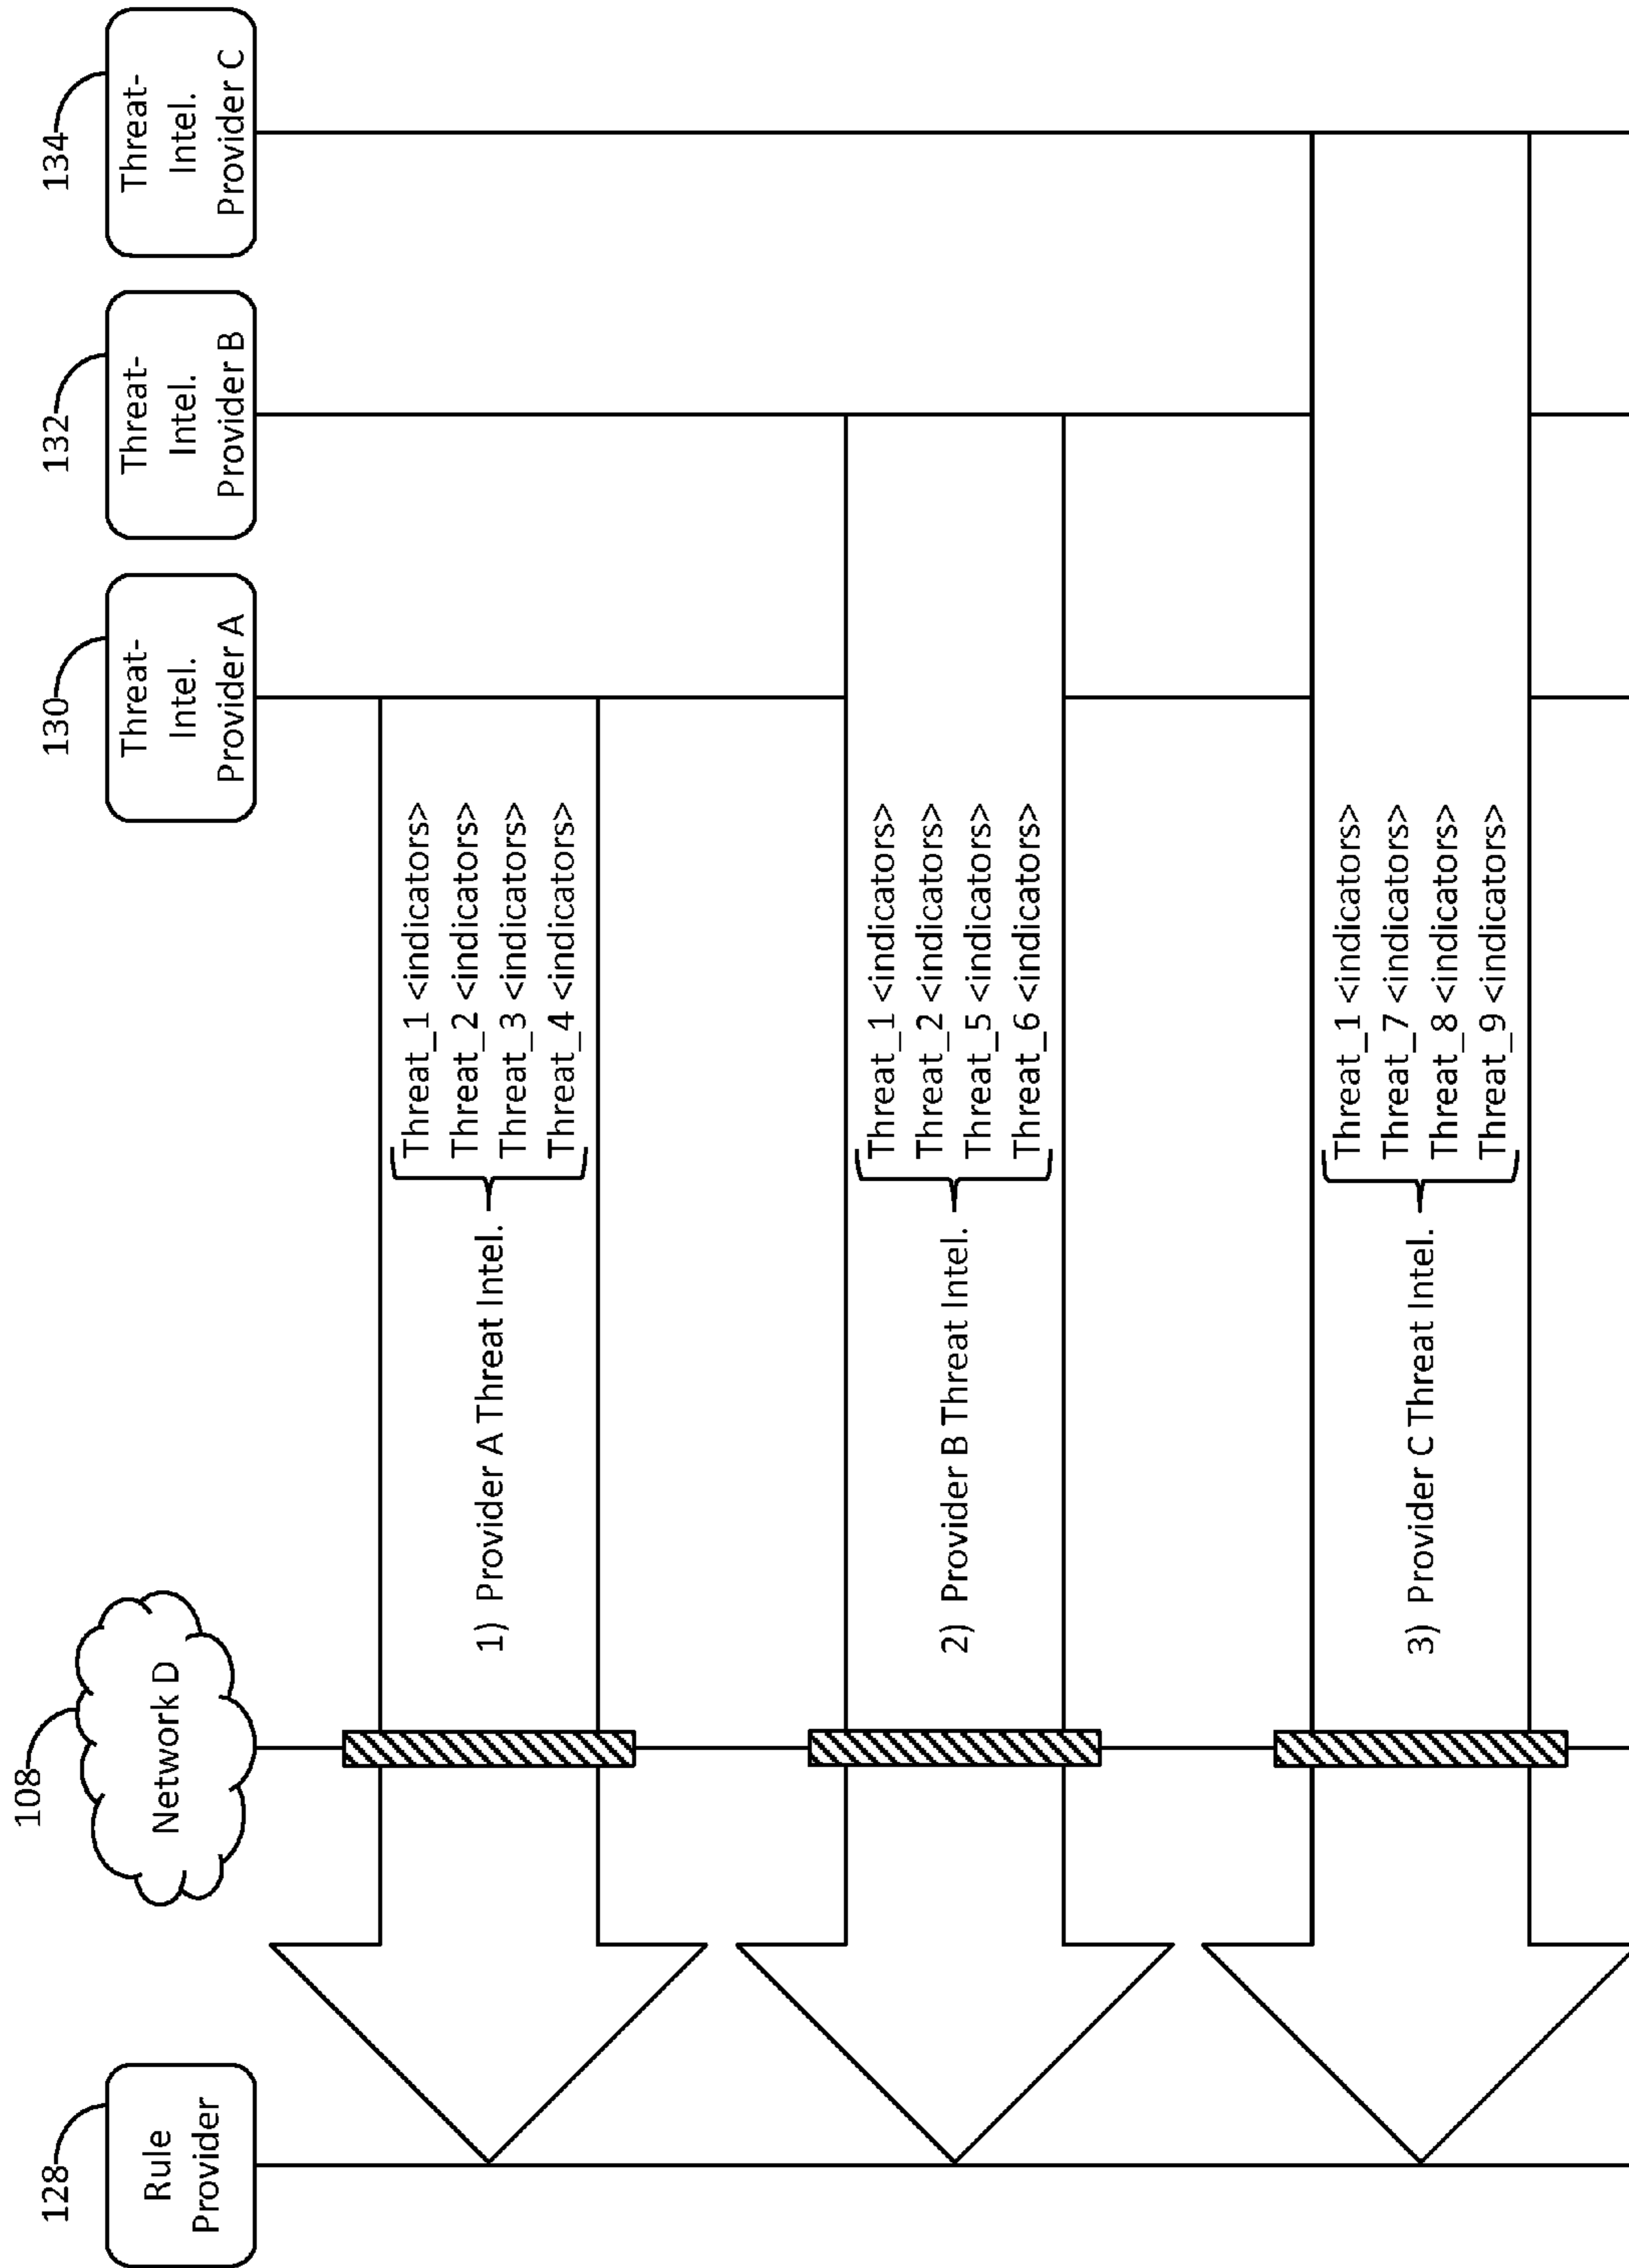 128
108
130
132
134
Rule
Provider
Network D
Threat-
Intel.
Provider A
Threat-
Intel.
Provider B
Threat-
Intel.
Provider C
1) Provider A Threat Intel.
Threat_1 <indicators>
Threat_2 <indicators>
Threat_3 <indicators>
Threat_4 <indicators>
2) Provider B Threat Intel.
Threat_1 <indicators>
Threat_2 <indicators>
Threat_5 <indicators>
Threat_6 <indicators>
3) Provider C Threat Intel.
Threat_1 <indicators>
Threat_7 <indicators>
Threat_8 <indicators>
Threat_9 <indicators>